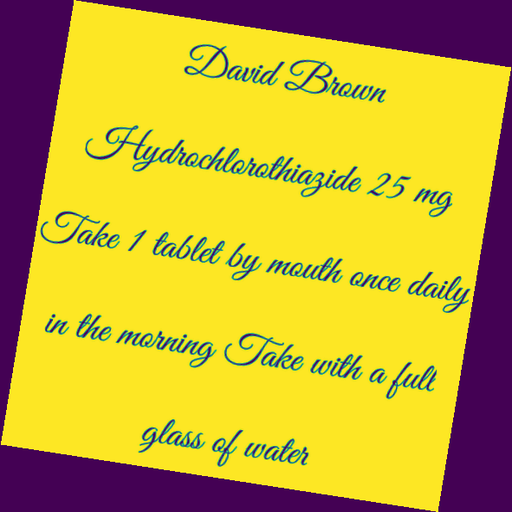 David Brown
Hydrochlorothiazide 25 mg
Take 1 tablet by mouth once daily
in the morning Take with a full
glass of water